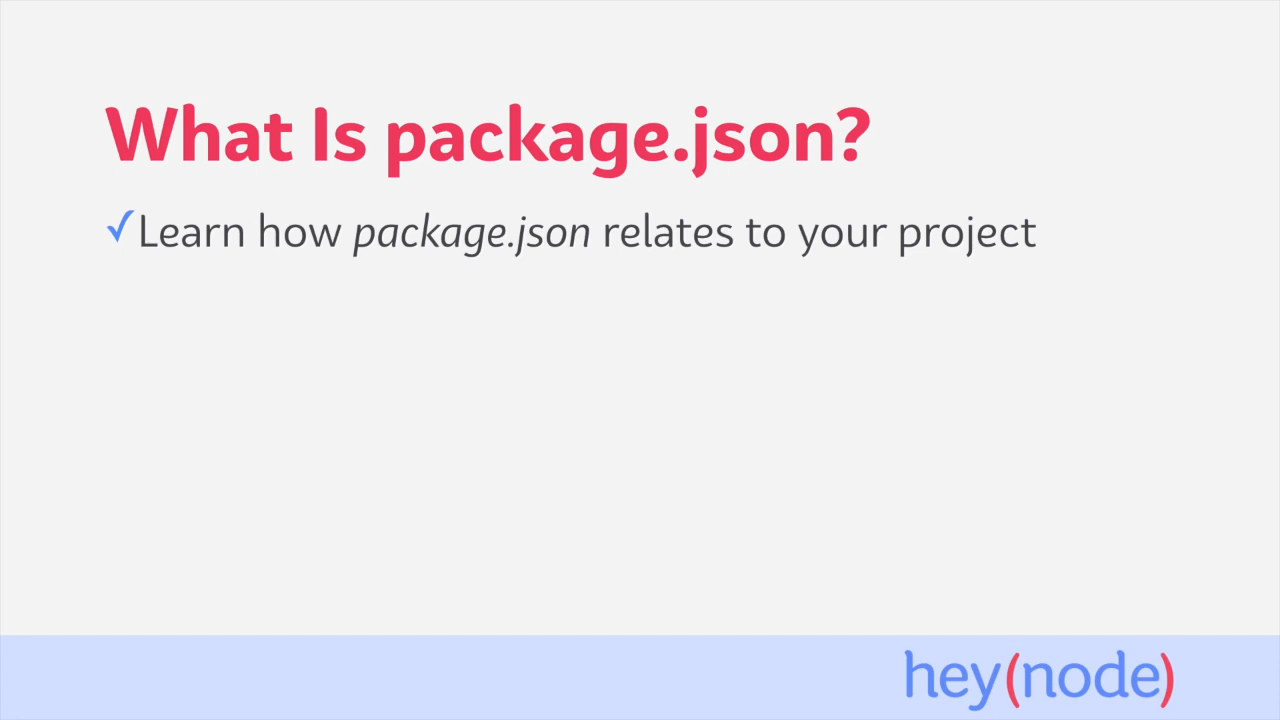 What Is package.json?
✓Learn how package.json relates to your project
hey(node)